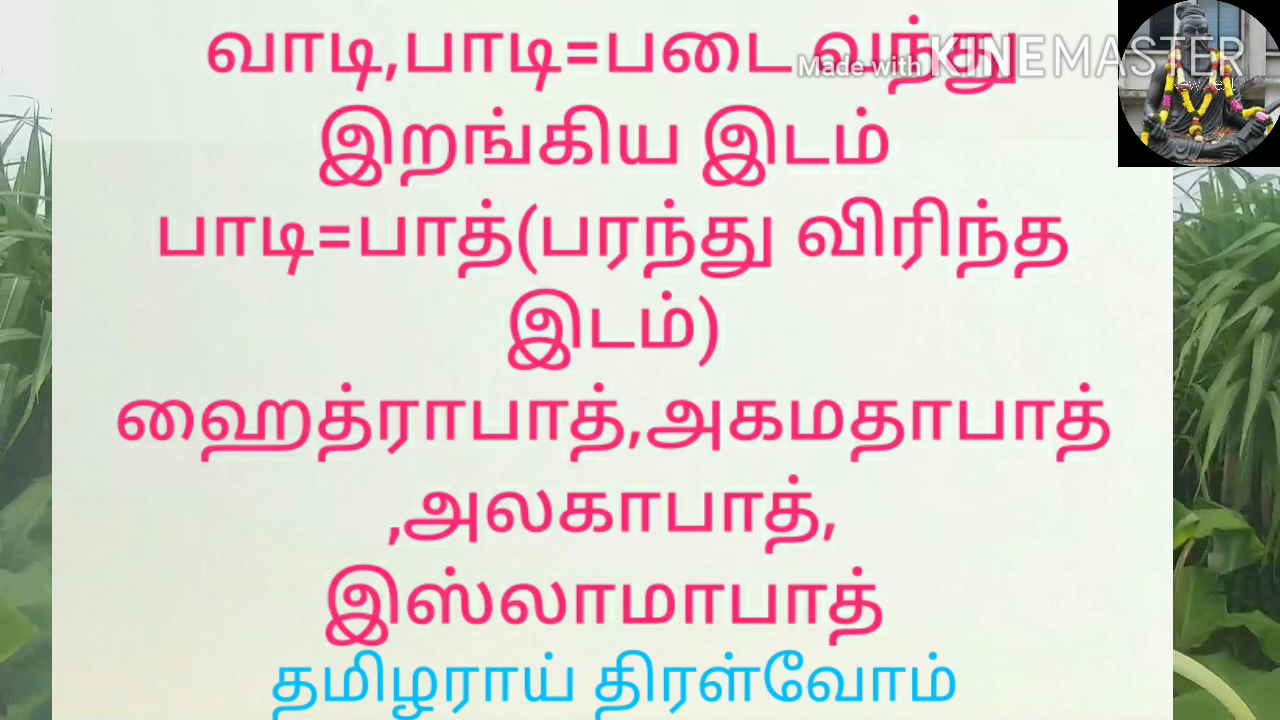 வாடி,பாடி=படை வந்து
Made with KINEMASTER
இறங்கிய இடம்
பாடி=பாத்(பரந்து விரிந்த
இடம்)
ஹைத்ராபாத்,அகமதாபாத்
,அலகாபாத்,
இஸ்லாமாபாத்
தமிழராய் திரள்வோம்